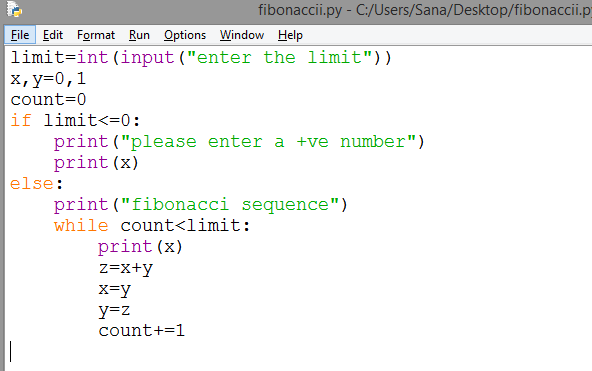 fibonaccii.py - C:/Users/Sana/Desktop/fibonaccii.p
File Edit Format Run Options Window Help
limit=int(input("enter the limit"))
x,y=0,1
count=0
if limit<=0:
    print("please enter a +ve number")
    print(x)
else:
    print("fibonacci sequence")
    while count<limit:
        print(x)
        z=x+y
        x=y
        y=z
        count+=1